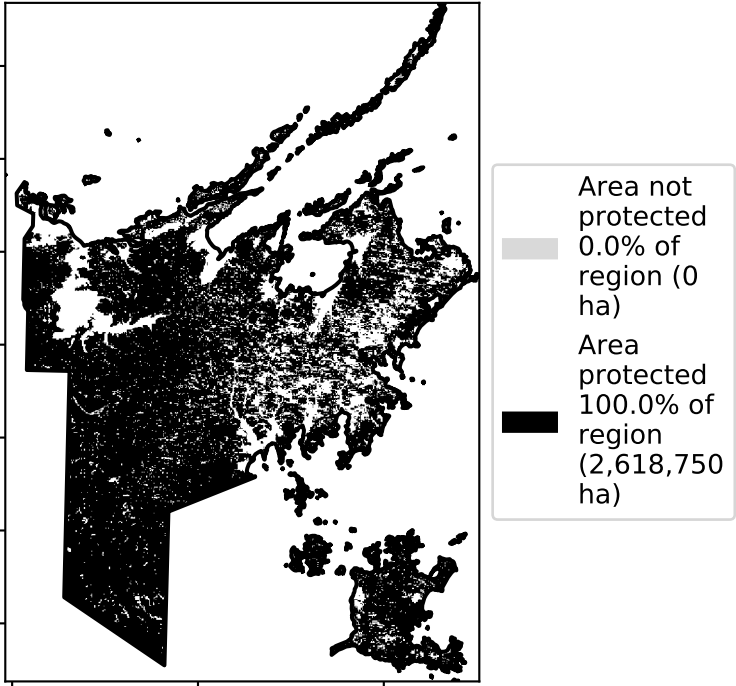 Area not
protected
0.0% of
region (0
ha)
Area
protected
100.0% of
region
(2,618,750
ha)